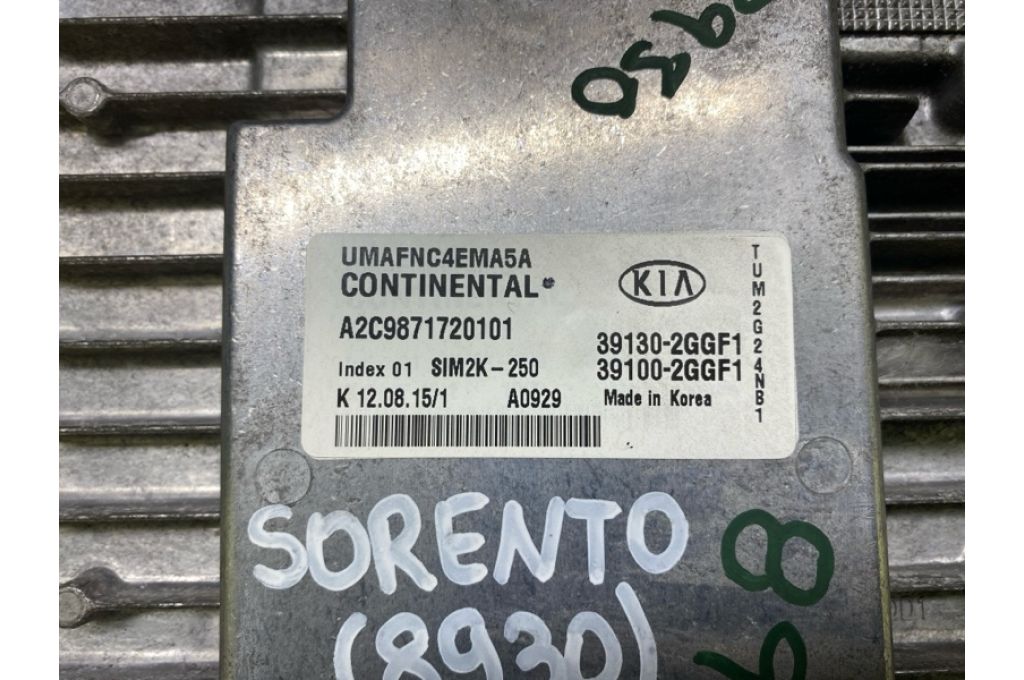 UMAFNC4EMA5A
CONTINENTAL
KIA
A2C9871720101
39130-2GGF1
Index 01 SIM2K-250
39100-2GGF1
K 12.08.15/1 A0929
Made in Korea
TUM2G24NB1
SORENTO
(8930)